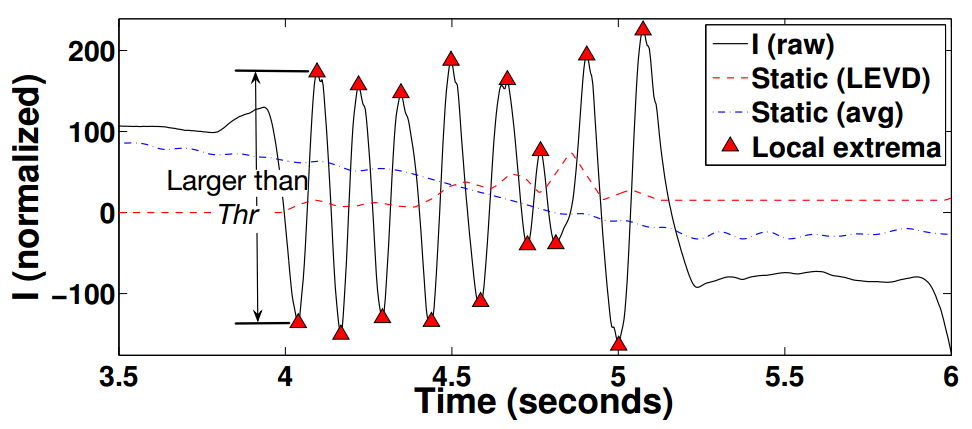 200
100
0
−100
I (normalized)
I (raw)
Static (LEVD)
Static (avg)
Local extrema
Larger than
Thr
3.5
4
4.5
5
5.5
6
Time (seconds)